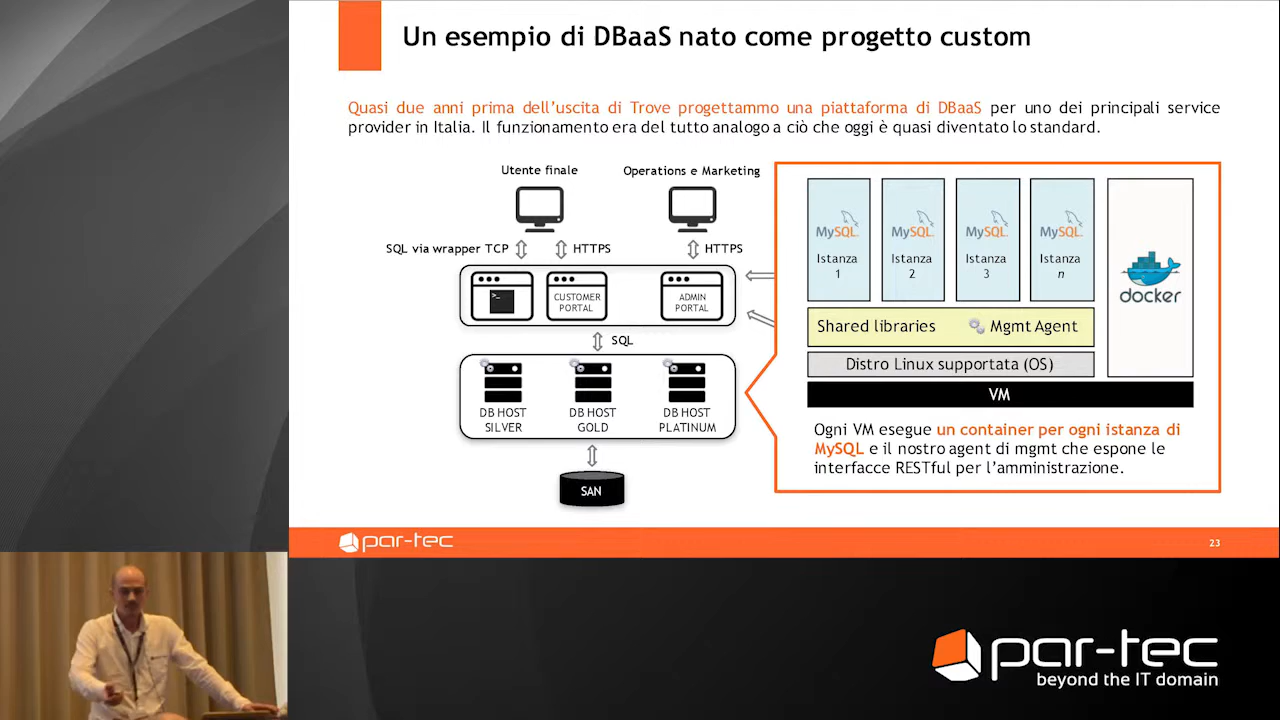 Un esempio di DBaaS nato come progetto custom
Quasi due anni prima dell'uscita di Trove progettammo una piattaforma di DBaaS per uno dei principali service
provider in Italia. Il funzionamento era del tutto analogo a ciò che oggi è quasi diventato lo standard.
Utente finale
Operations e Marketing
SQL via wrapper TCP
HTTPS
HTTPS
>_
CUSTOMER
PORTAL
ADMIN
PORTAL
SQL
DB HOST
SILVER
DB HOST
GOLD
DB HOST
PLATINUM
SAN
MySQL
Istanza
1
MySQL
Istanza
2
MySQL
Istanza
3
MySQL
Istanza
n
docker
Shared libraries
Mgmt Agent
Distro Linux supportata (OS)
VM
Ogni VM esegue un container per ogni istanza di
MySQL e il nostro agent di mgmt che espone le
interfacce RESTful per l'amministrazione.
par-tec
23
par-tec
beyond the IT domain